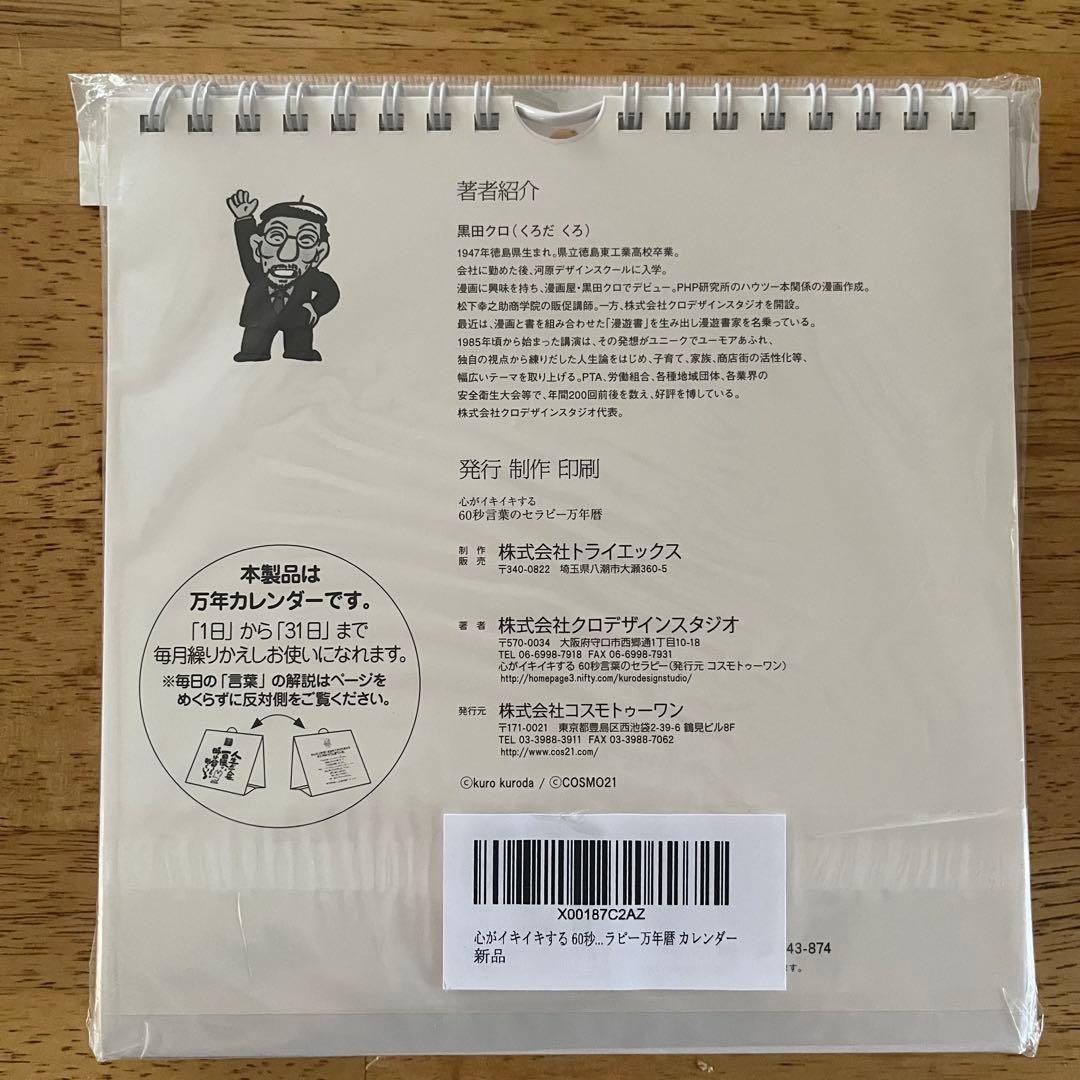 著者紹介
黒田クロ(くろだ くろ)
1947年徳島県生まれ。県立徳島東工業高校卒業。
会社に勤めた後、河原デザインスクールに入学。
漫画に興味を持ち、漫画屋・黒田クロでデビュー。PHP研究所のハウツー本関係の漫画作成。
松下幸之助商学院の販促講師。一方、株式会社クロデザインスタジオを開設。
最近は、漫画と書を組み合わせた「漫遊書」を生み出し漫遊書家を名乗っている。
1985年頃から始まった講演は、その発想がユニークでユーモアあふれ、
独自の視点から練りだした人生論をはじめ、子育て、家族、商店街の活性化等、
幅広いテーマを取り上げる。PTA、労働組合、各種地域団体、各業界の
安全衛生大会等で、年間200回前後を数え、好評を博している。
株式会社クロデザインスタジオ代表。
発行 制作 印刷
心がイキイキする
60秒言葉のセラピー万年暦
制作
販売
株式会社トライエックス
〒340-0822 埼玉県八潮市大瀬360-5
著者 株式会社クロデザインスタジオ
〒570-0034 大阪府守口市西郷通1丁目10-18
TEL 06-6998-7918 FAX 06-6998-7931
心がイキイキする 60秒言葉のセラピー(発行元 コスモトゥーワン)
http://homepage3.nifty.com/kurodesignstudio/
発行元 株式会社コスモトゥーワン
〒171-0021 東京都豊島区西池袋2-39-6 鶴見ビル8F
TEL 03-3988-3911 FAX 03-3988-7062
http://www.cos21.com/
©kuro kuroda / ©COSMO21
本製品は
万年カレンダーです。
「1日」から「31日」まで
毎月繰りかえしお使いになれます。
※毎日の「言葉」の解説はページを
めくらずに反対側をご覧ください。
X00187C2AZ
心がイキイキする 60秒...ラピー万年暦 カレンダー
新品
43-874
ます。